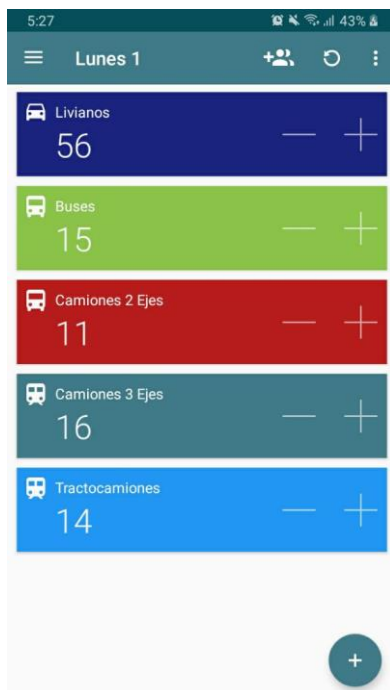 5:27
43%
Lunes 1
Livianos
56
Buses
15
Camiones 2 Ejes
11
Camiones 3 Ejes
16
Tractocamiones
14